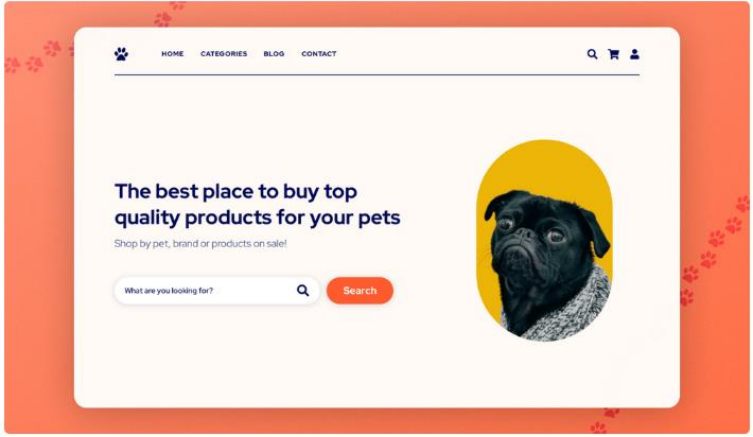 HOME CATEGORIES BLOG CONTACT
The best place to buy top
quality products for your pets
Shop by pet, brand or products on sale!
What are you looking for?
Search